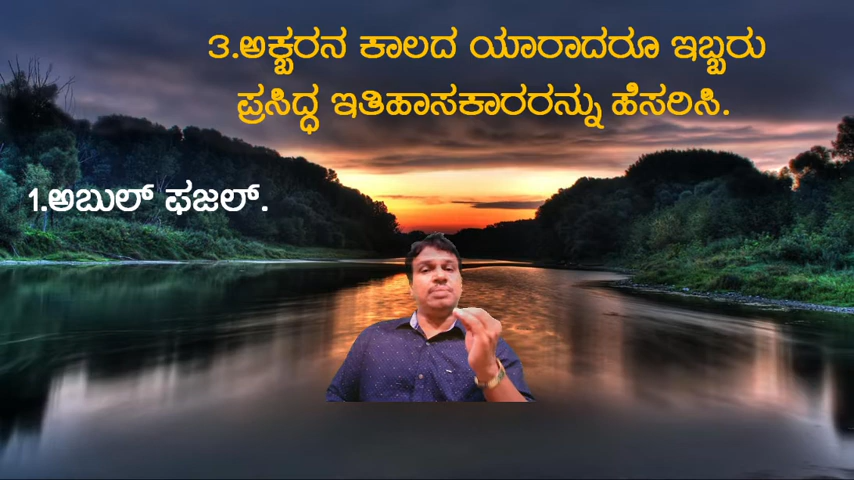 3.ಅಕ್ಬರನ ಕಾಲದ ಯಾರಾದರೂ ಇಬ್ಬರು
ಪ್ರಸಿದ್ಧ ಇತಿಹಾಸಕಾರರನ್ನು ಹೆಸರಿಸಿ.
1.ಅಬುಲ್ ಫಜಲ್.